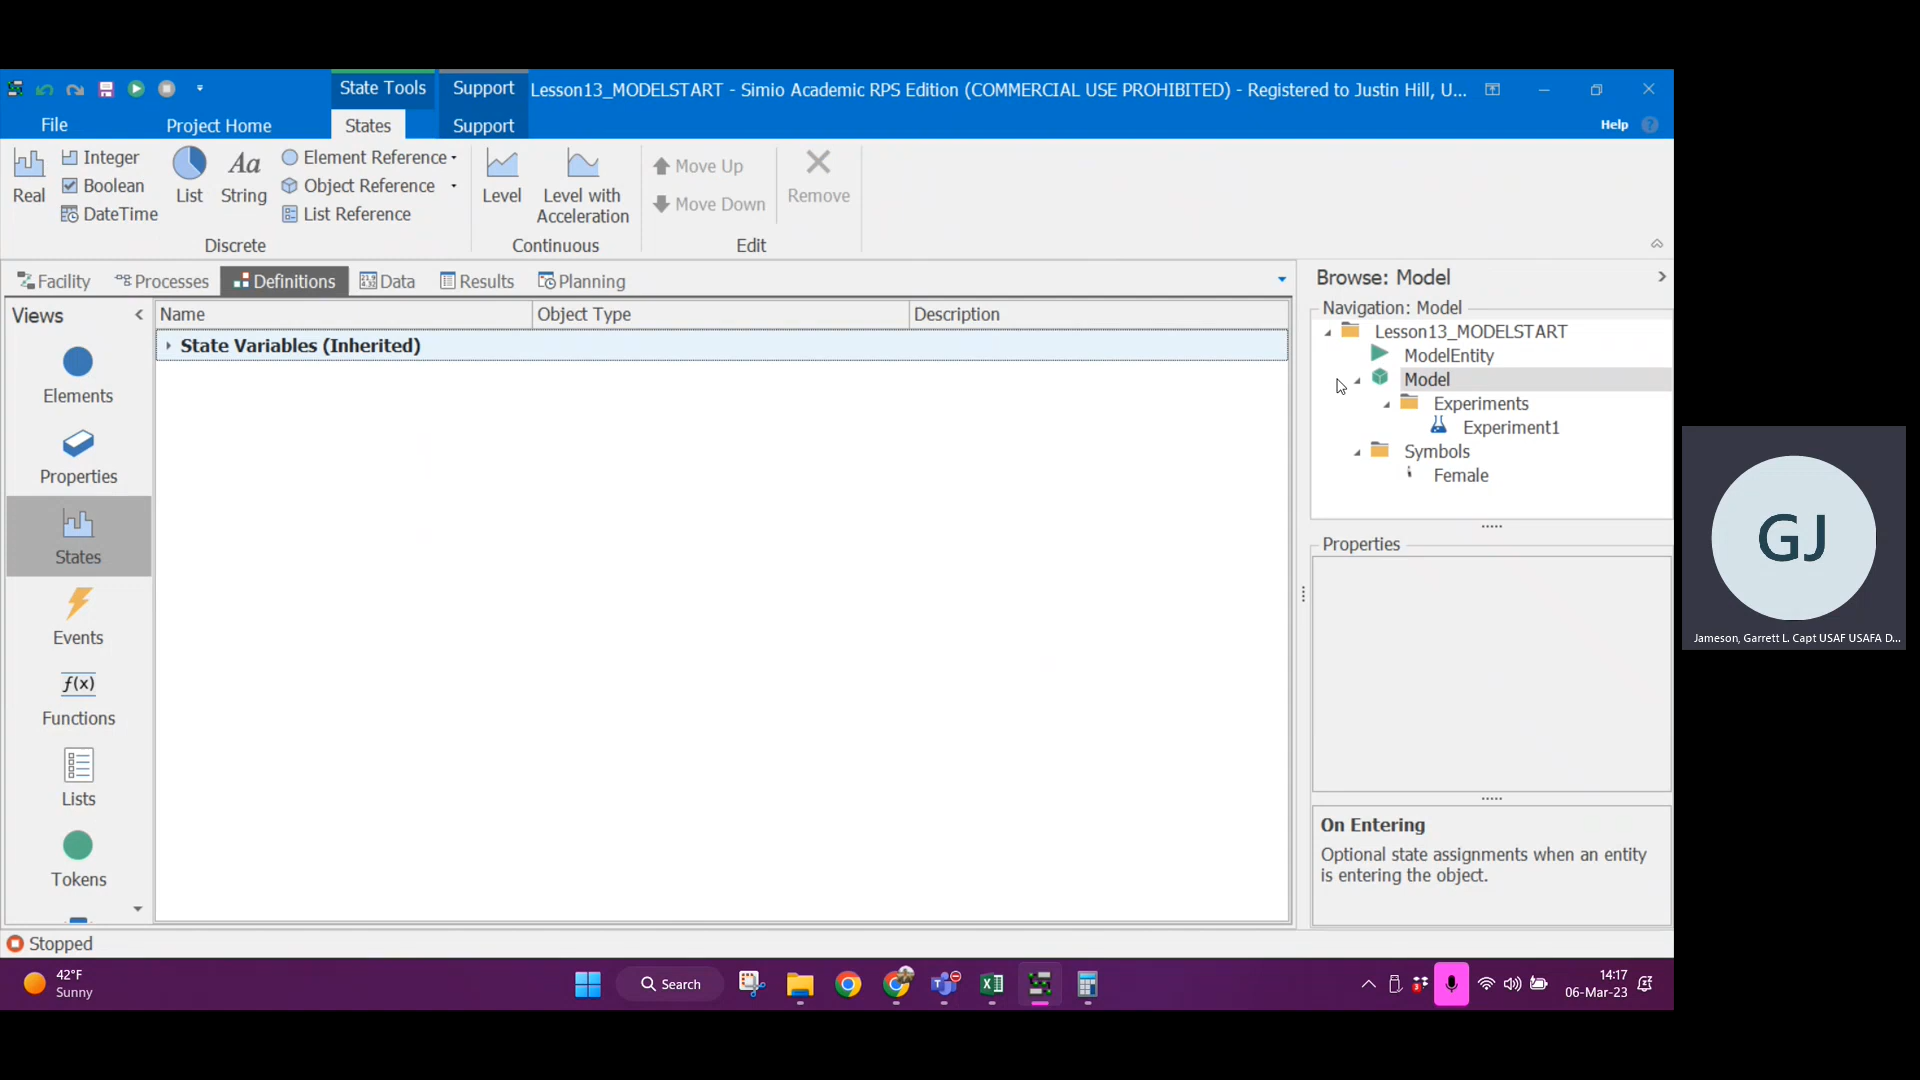 State Tools
Support
Lesson13_MODELSTART - Simio Academic RPS Edition (COMMERCIAL USE PROHIBITED) - Registered to Justin Hill, U...
File
Project Home
States
Support
Help
Real
Integer
Boolean
DateTime
List
Aa
String
Element Reference
Object Reference
List Reference
Discrete
Level
Level with
Acceleration
Continuous
Move Up
Move Down
Remove
Edit
Facility
Processes
Definitions
Data
Results
Planning
Views
Elements
Properties
States
Events
f(x)
Functions
Lists
Tokens
Name
Object Type
Description
State Variables (Inherited)
Browse: Model
Navigation: Model
Lesson13_MODELSTART
ModelEntity
Model
Experiments
Experiment1
Symbols
Female
Properties
On Entering
Optional state assignments when an entity
is entering the object.
GJ
Jameson, Garrett L. Capt USAF USAFA D...
Stopped
42°F
Sunny
Search
14:17
06-Mar-23